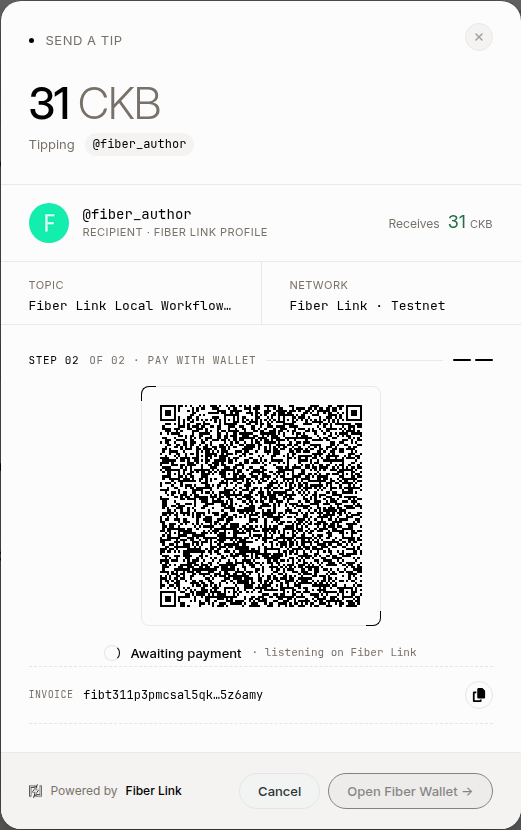 SEND A TIP
31 CKB
Tipping @fiber_author
F
@fiber_author
RECIPIENT · FIBER LINK PROFILE
Receives 31 CKB
TOPIC
Fiber Link Local Workflow…
NETWORK
Fiber Link · Testnet
STEP 02 OF 02 · PAY WITH WALLET
Awaiting payment · listening on Fiber Link
INVOICE fibt311p3pmcsal5qk…5z6amy
Powered by Fiber Link
Cancel
Open Fiber Wallet →